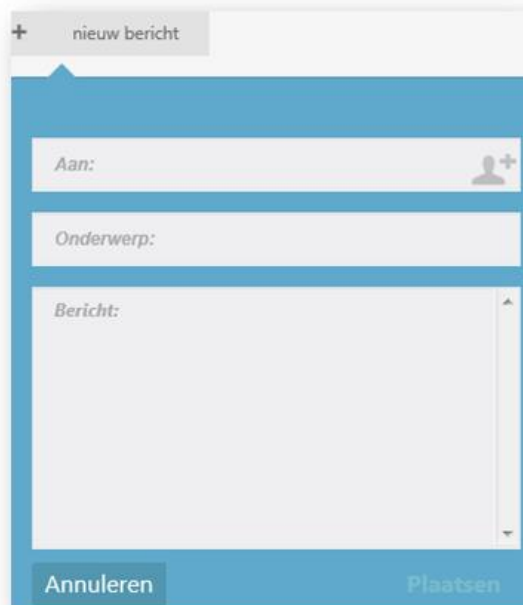 + nieuw bericht
Aan:
Onderwerp:
Bericht:
Annuleren Plaatsen